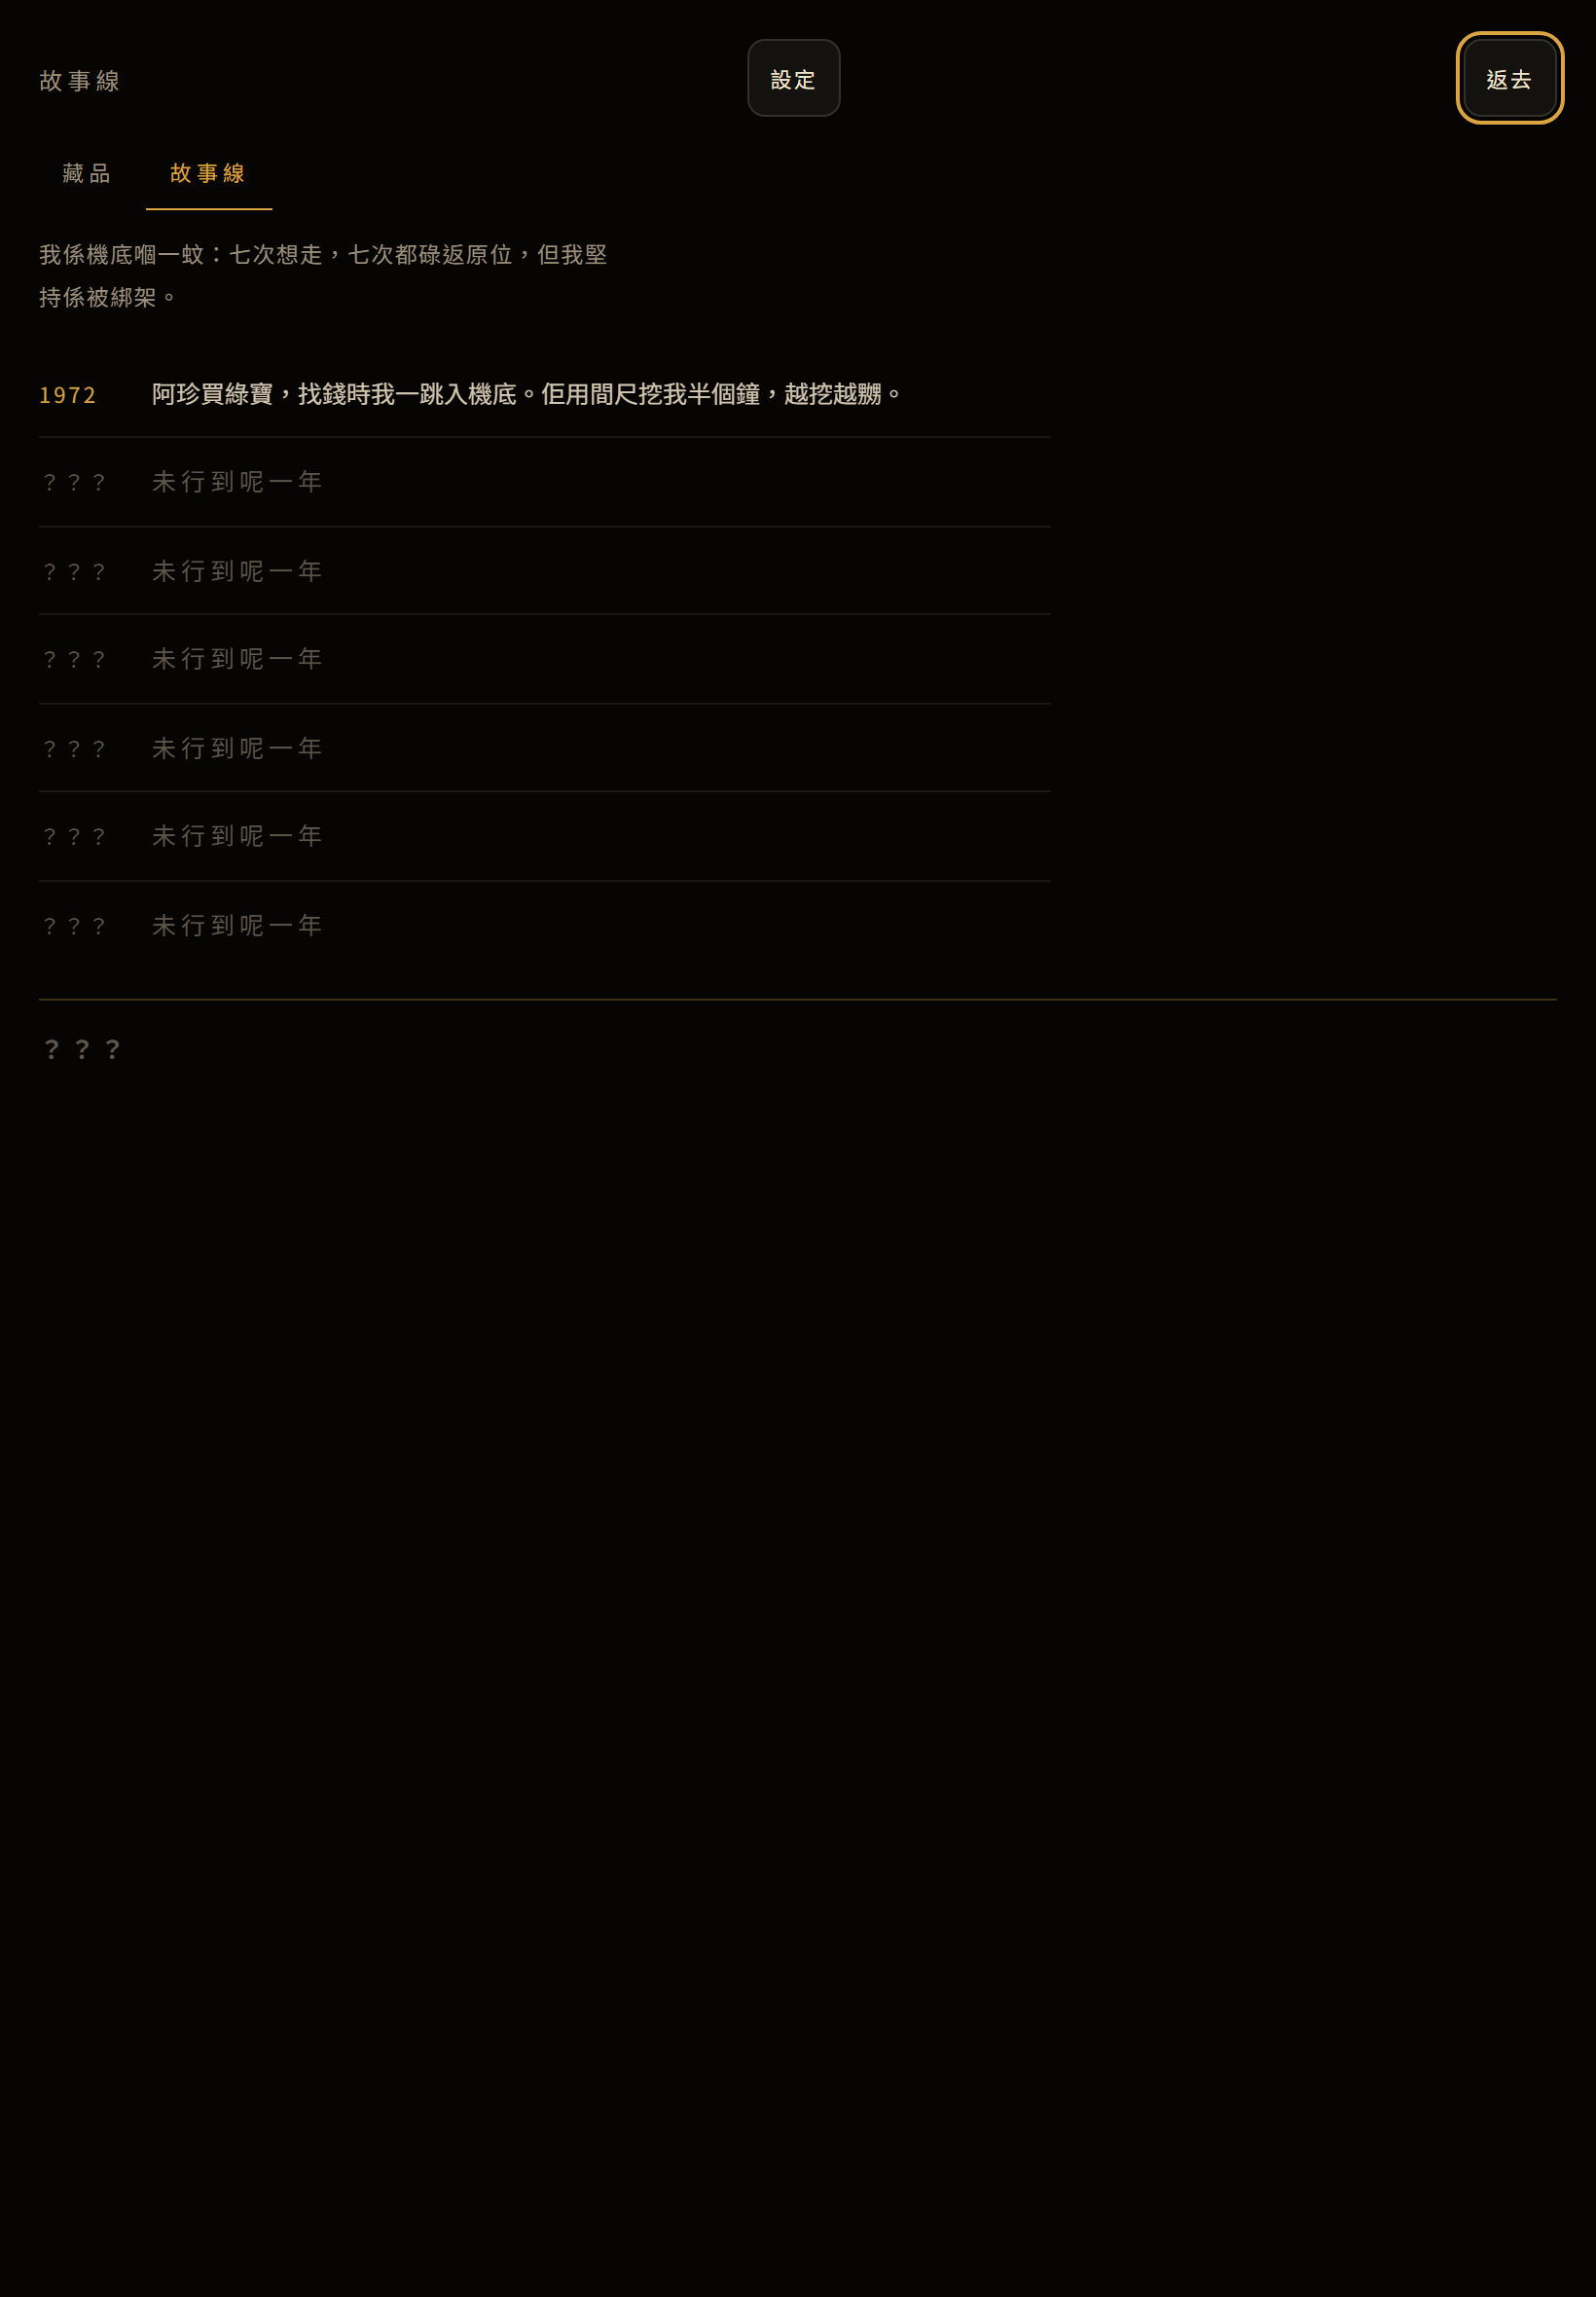 故事線
設定
返去
藏品
故事線
我係機底嗰一蚊：七次想走，七次都碌返原位，但我堅
持係被綁架。
1972 阿珍買綠寶，找錢時我一跳入機底。佢用間尺挖我半個鐘，越挖越嬲。
？？？ 未行到呢一年
？？？ 未行到呢一年
？？？ 未行到呢一年
？？？ 未行到呢一年
？？？ 未行到呢一年
？？？ 未行到呢一年
？？？